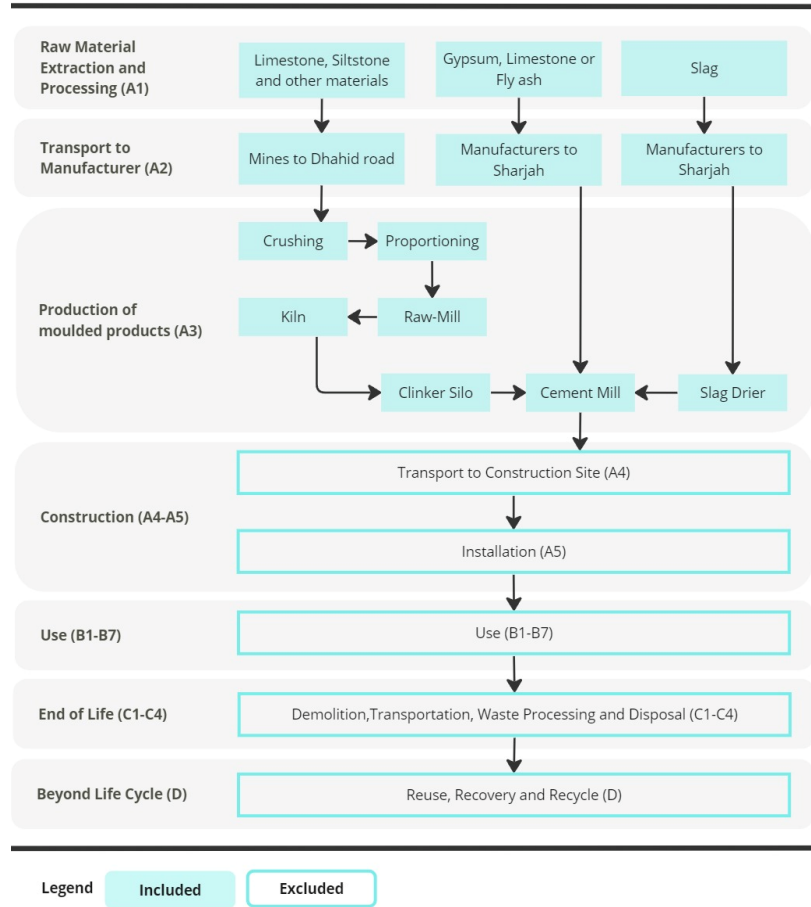 Raw Material
Extraction and
Processing (A1)
Limestone, Siltstone
and other materials
Gypsum, Limestone or
Fly ash
Slag
Transport to
Manufacturer (A2)
Mines to Dhahid road
Manufacturers to
Sharjah
Manufacturers to
Sharjah
Production of
moulded products (A3)
Crushing
Proportioning
Kiln
Raw-Mill
Clinker Silo
Cement Mill
Slag Drier
Construction (A4-A5)
Transport to Construction Site (A4)
Installation (A5)
Use (B1-B7)
Use (B1-B7)
End of Life (C1-C4)
Demolition,Transportation, Waste Processing and Disposal (C1-C4)
Beyond Life Cycle (D)
Reuse, Recovery and Recycle (D)
Legend
Included
Excluded